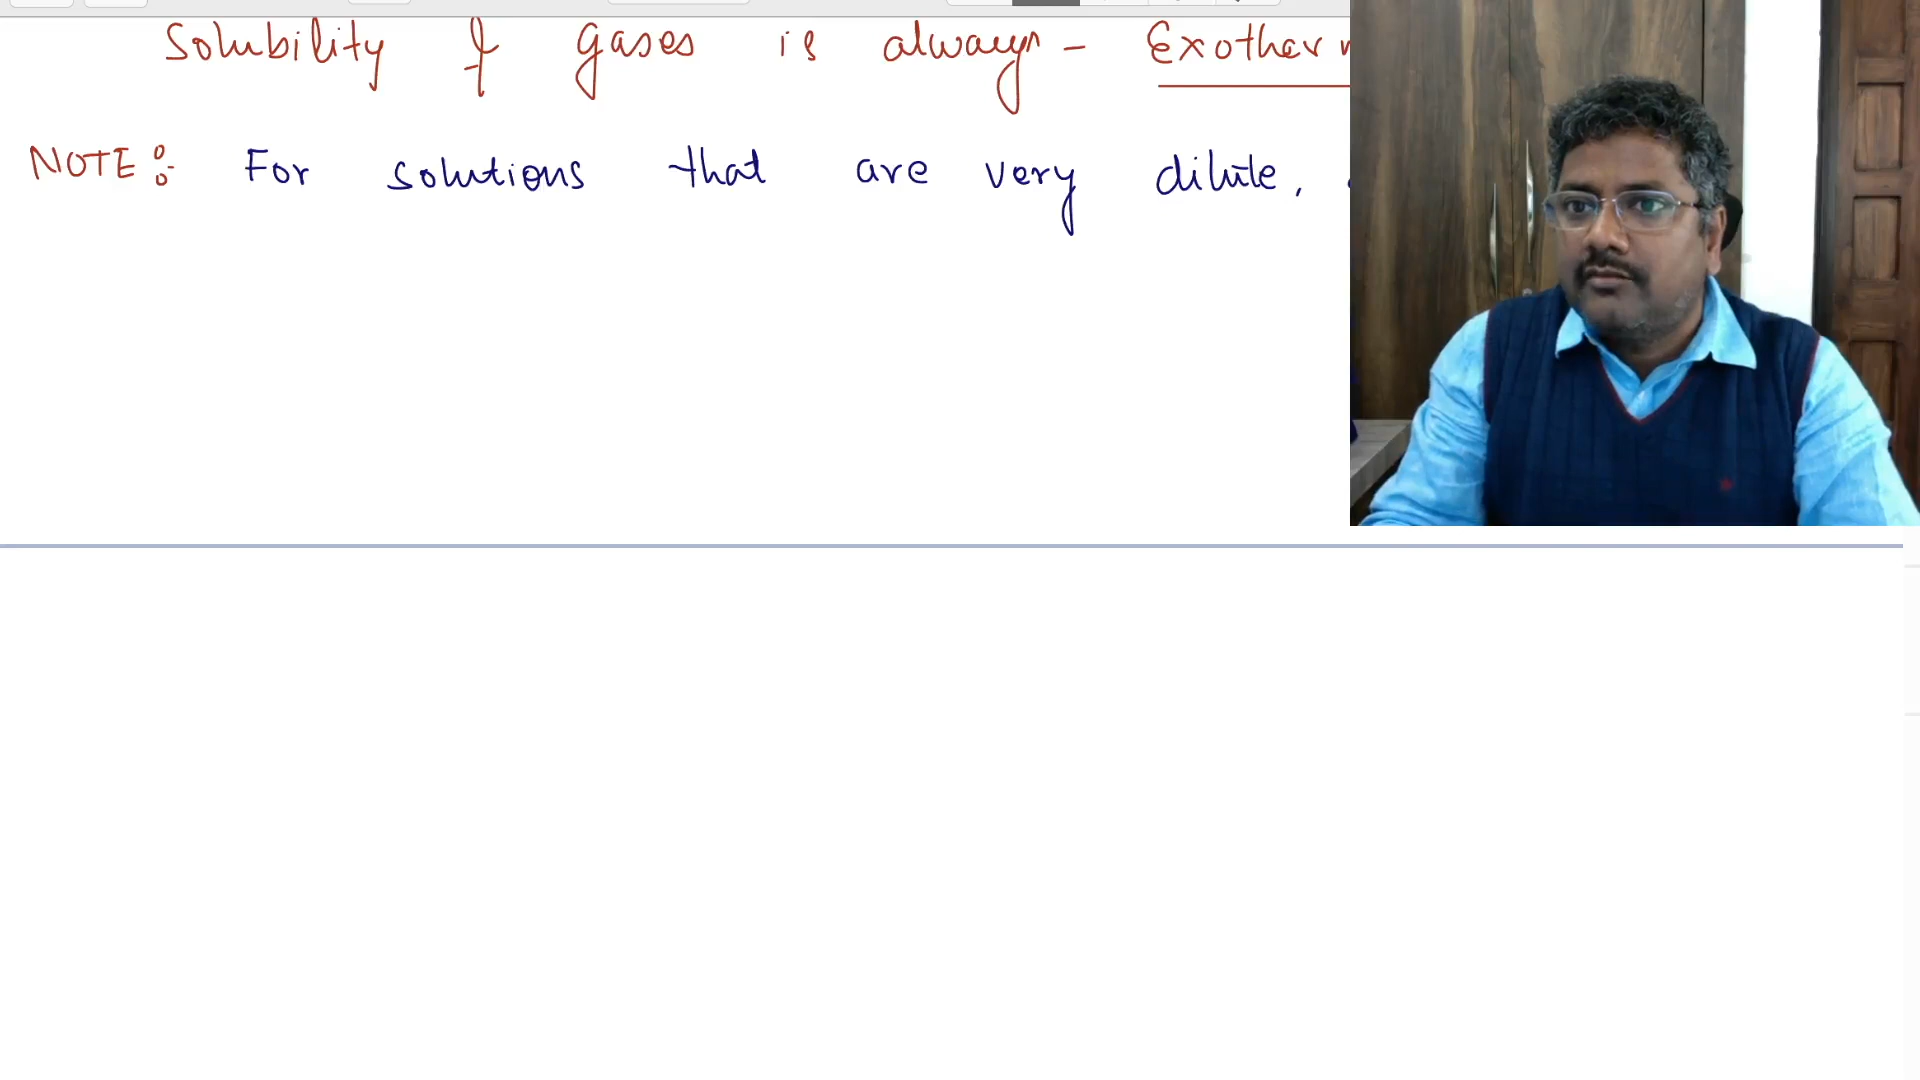 Solubility of gases is always - Exother
NOTE :- For solutions that are very dilute,